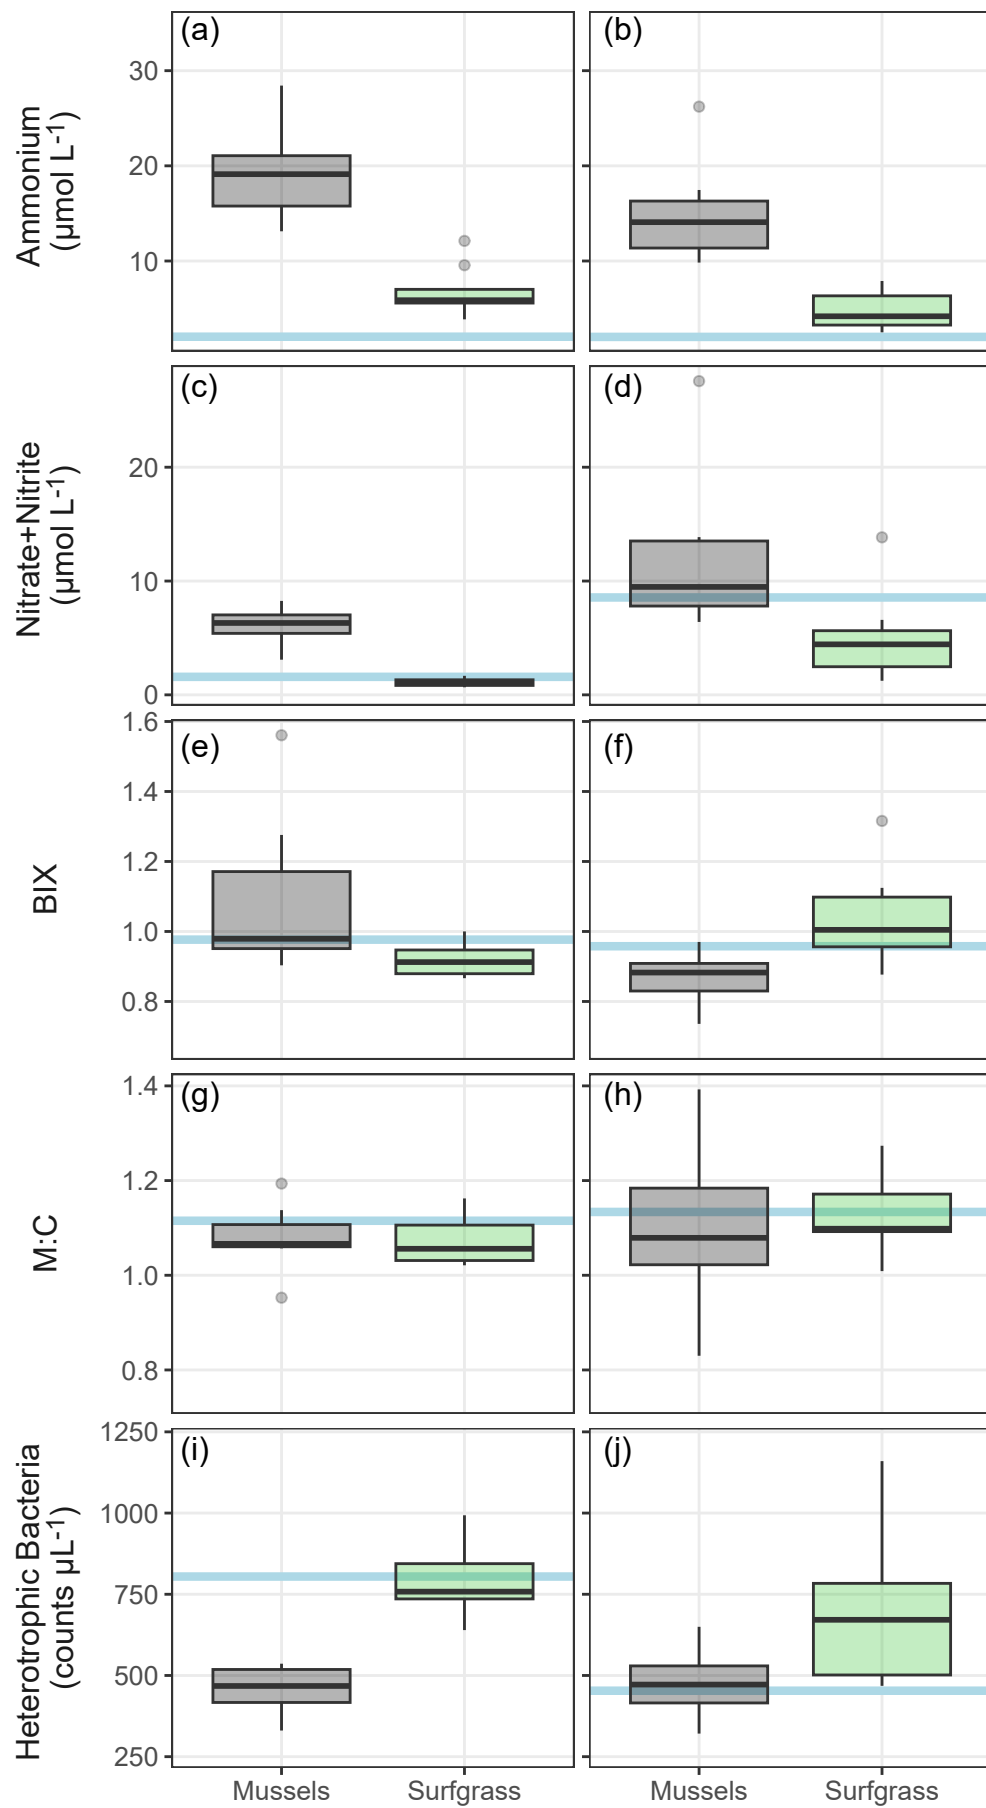 (a)
(b)
Ammonium
(µmol L⁻¹)
30
20
10
(c)
(d)
Nitrate+Nitrite
(µmol L⁻¹)
20
10
0
(e)
(f)
BIX
1.6
1.4
1.2
1.0
0.8
(g)
(h)
M:C
1.4
1.2
1.0
0.8
(i)
(j)
Heterotrophic Bacteria
(counts µL⁻¹)
1250
1000
750
500
250
Mussels Surfgrass Mussels Surfgrass